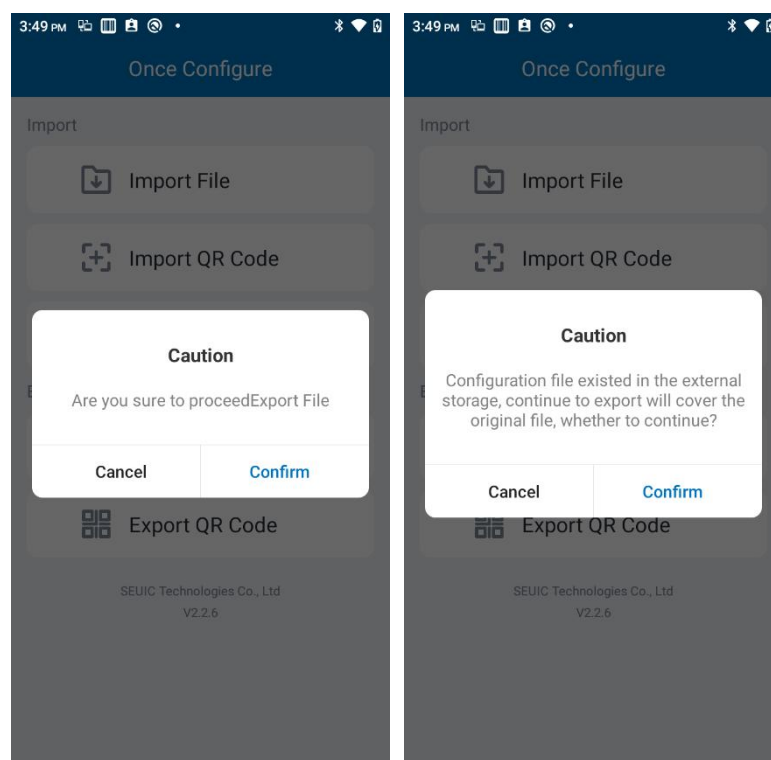 3:49 PM
Once Configure
Import
Import File
Import QR Code
Caution
Are you sure to proceedExport File
Cancel
Confirm
Export QR Code
SEUIC Technologies Co., Ltd
V2.2.6
3:49 PM
Once Configure
Import
Import File
Import QR Code
Caution
Configuration file existed in the external
storage, continue to export will cover the
original file, whether to continue?
Cancel
Confirm
Export QR Code
SEUIC Technologies Co., Ltd
V2.2.6